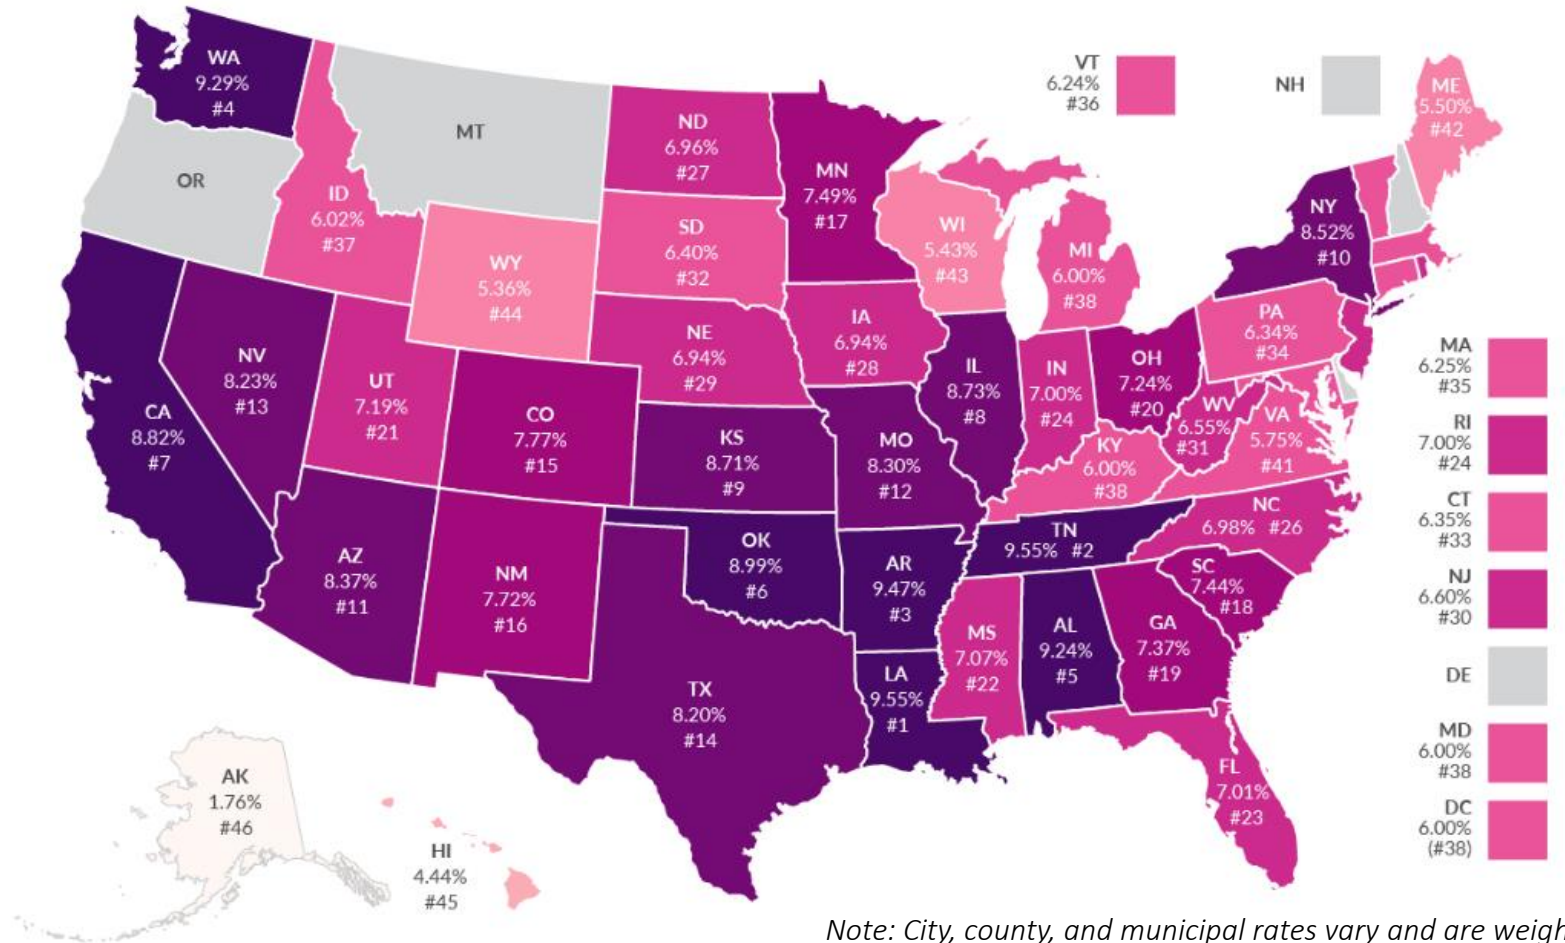 WA
9.29%
#4
MT
OR
ID
6.02%
#37
WY
5.36%
#44
ND
6.96%
#27
SD
6.40%
#32
NE
6.94%
#29
MN
7.49%
#17
WI
5.43%
#43
MI
6.00%
#38
IA
6.94%
#28
VT
6.24%
#36
NH
ME
5.50%
#42
NY
8.52%
#10
PA
6.34%
#34
CA
8.82%
#7
NV
8.23%
#13
UT
7.19%
#21
CO
7.77%
#15
KS
8.71%
#9
MO
8.30%
#12
IL
8.73%
#8
IN
7.00%
#24
OH
7.24%
#20
WV
6.55%
#31
VA
5.75%
#41
KY
6.00%
#38
NC
6.98% #26
TN
9.55% #2
SC
7.44%
#18
AZ
8.37%
#11
NM
7.72%
#16
OK
8.99%
#6
AR
9.47%
#3
TX
8.20%
#14
LA
9.55%
#1
MS
7.07%
#22
AL
9.24%
#5
GA
7.37%
#19
FL
7.01%
#23
AK
1.76%
#46
HI
4.44%
#45
MA
6.25%
#35
RI
7.00%
#24
CT
6.35%
#33
NJ
6.60%
#30
DE
MD
6.00%
#38
DC
6.00%
(#38)
Note: City, county, and municipal rates vary and are weigh